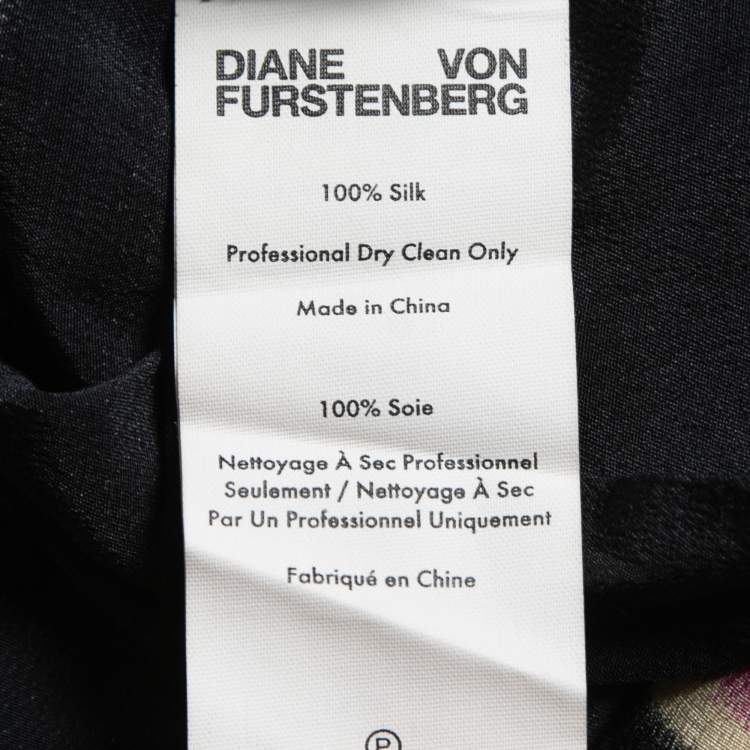 DIANE VON
FURSTENBERG
100% Silk
Professional Dry Clean Only
Made in China
100% Soie
Nettoyage À Sec Professionnel
Seulement / Nettoyage À Sec
Par Un Professionnel Uniquement
Fabriqué en Chine
P